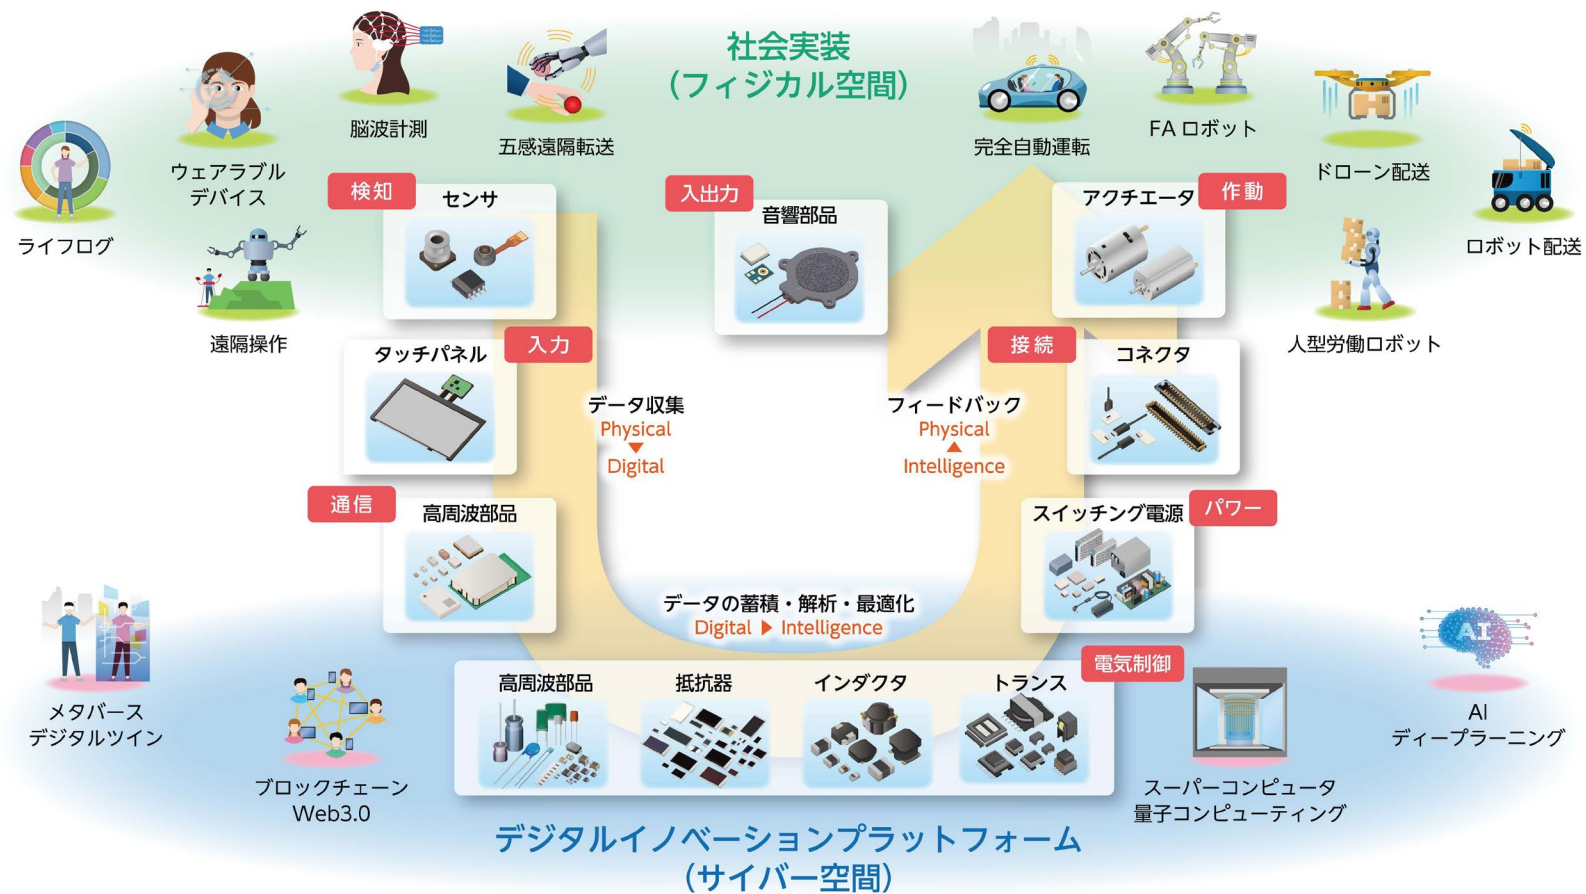 社会実装
（フィジカル空間）
ライフログ
ウェアラブル
デバイス
脳波計測
五感遠隔転送
遠隔操作
完全自動運転
FA ロボット
ドローン配送
ロボット配送
人型労働ロボット
検知
センサ
入出力
音響部品
アクチエータ
作動
タッチパネル
入力
接続
コネクタ
データ収集
Physical
▼
Digital
フィードバック
Physical
▲
Intelligence
通信
高周波部品
スイッチング電源
パワー
データの蓄積・解析・最適化
Digital ▶ Intelligence
電気制御
高周波部品
抵抗器
インダクタ
トランス
メタバース
デジタルツイン
ブロックチェーン
Web3.0
スーパーコンピュータ
量子コンピューティング
AI
AI
ディープラーニング
デジタルイノベーションプラットフォーム
（サイバー空間）